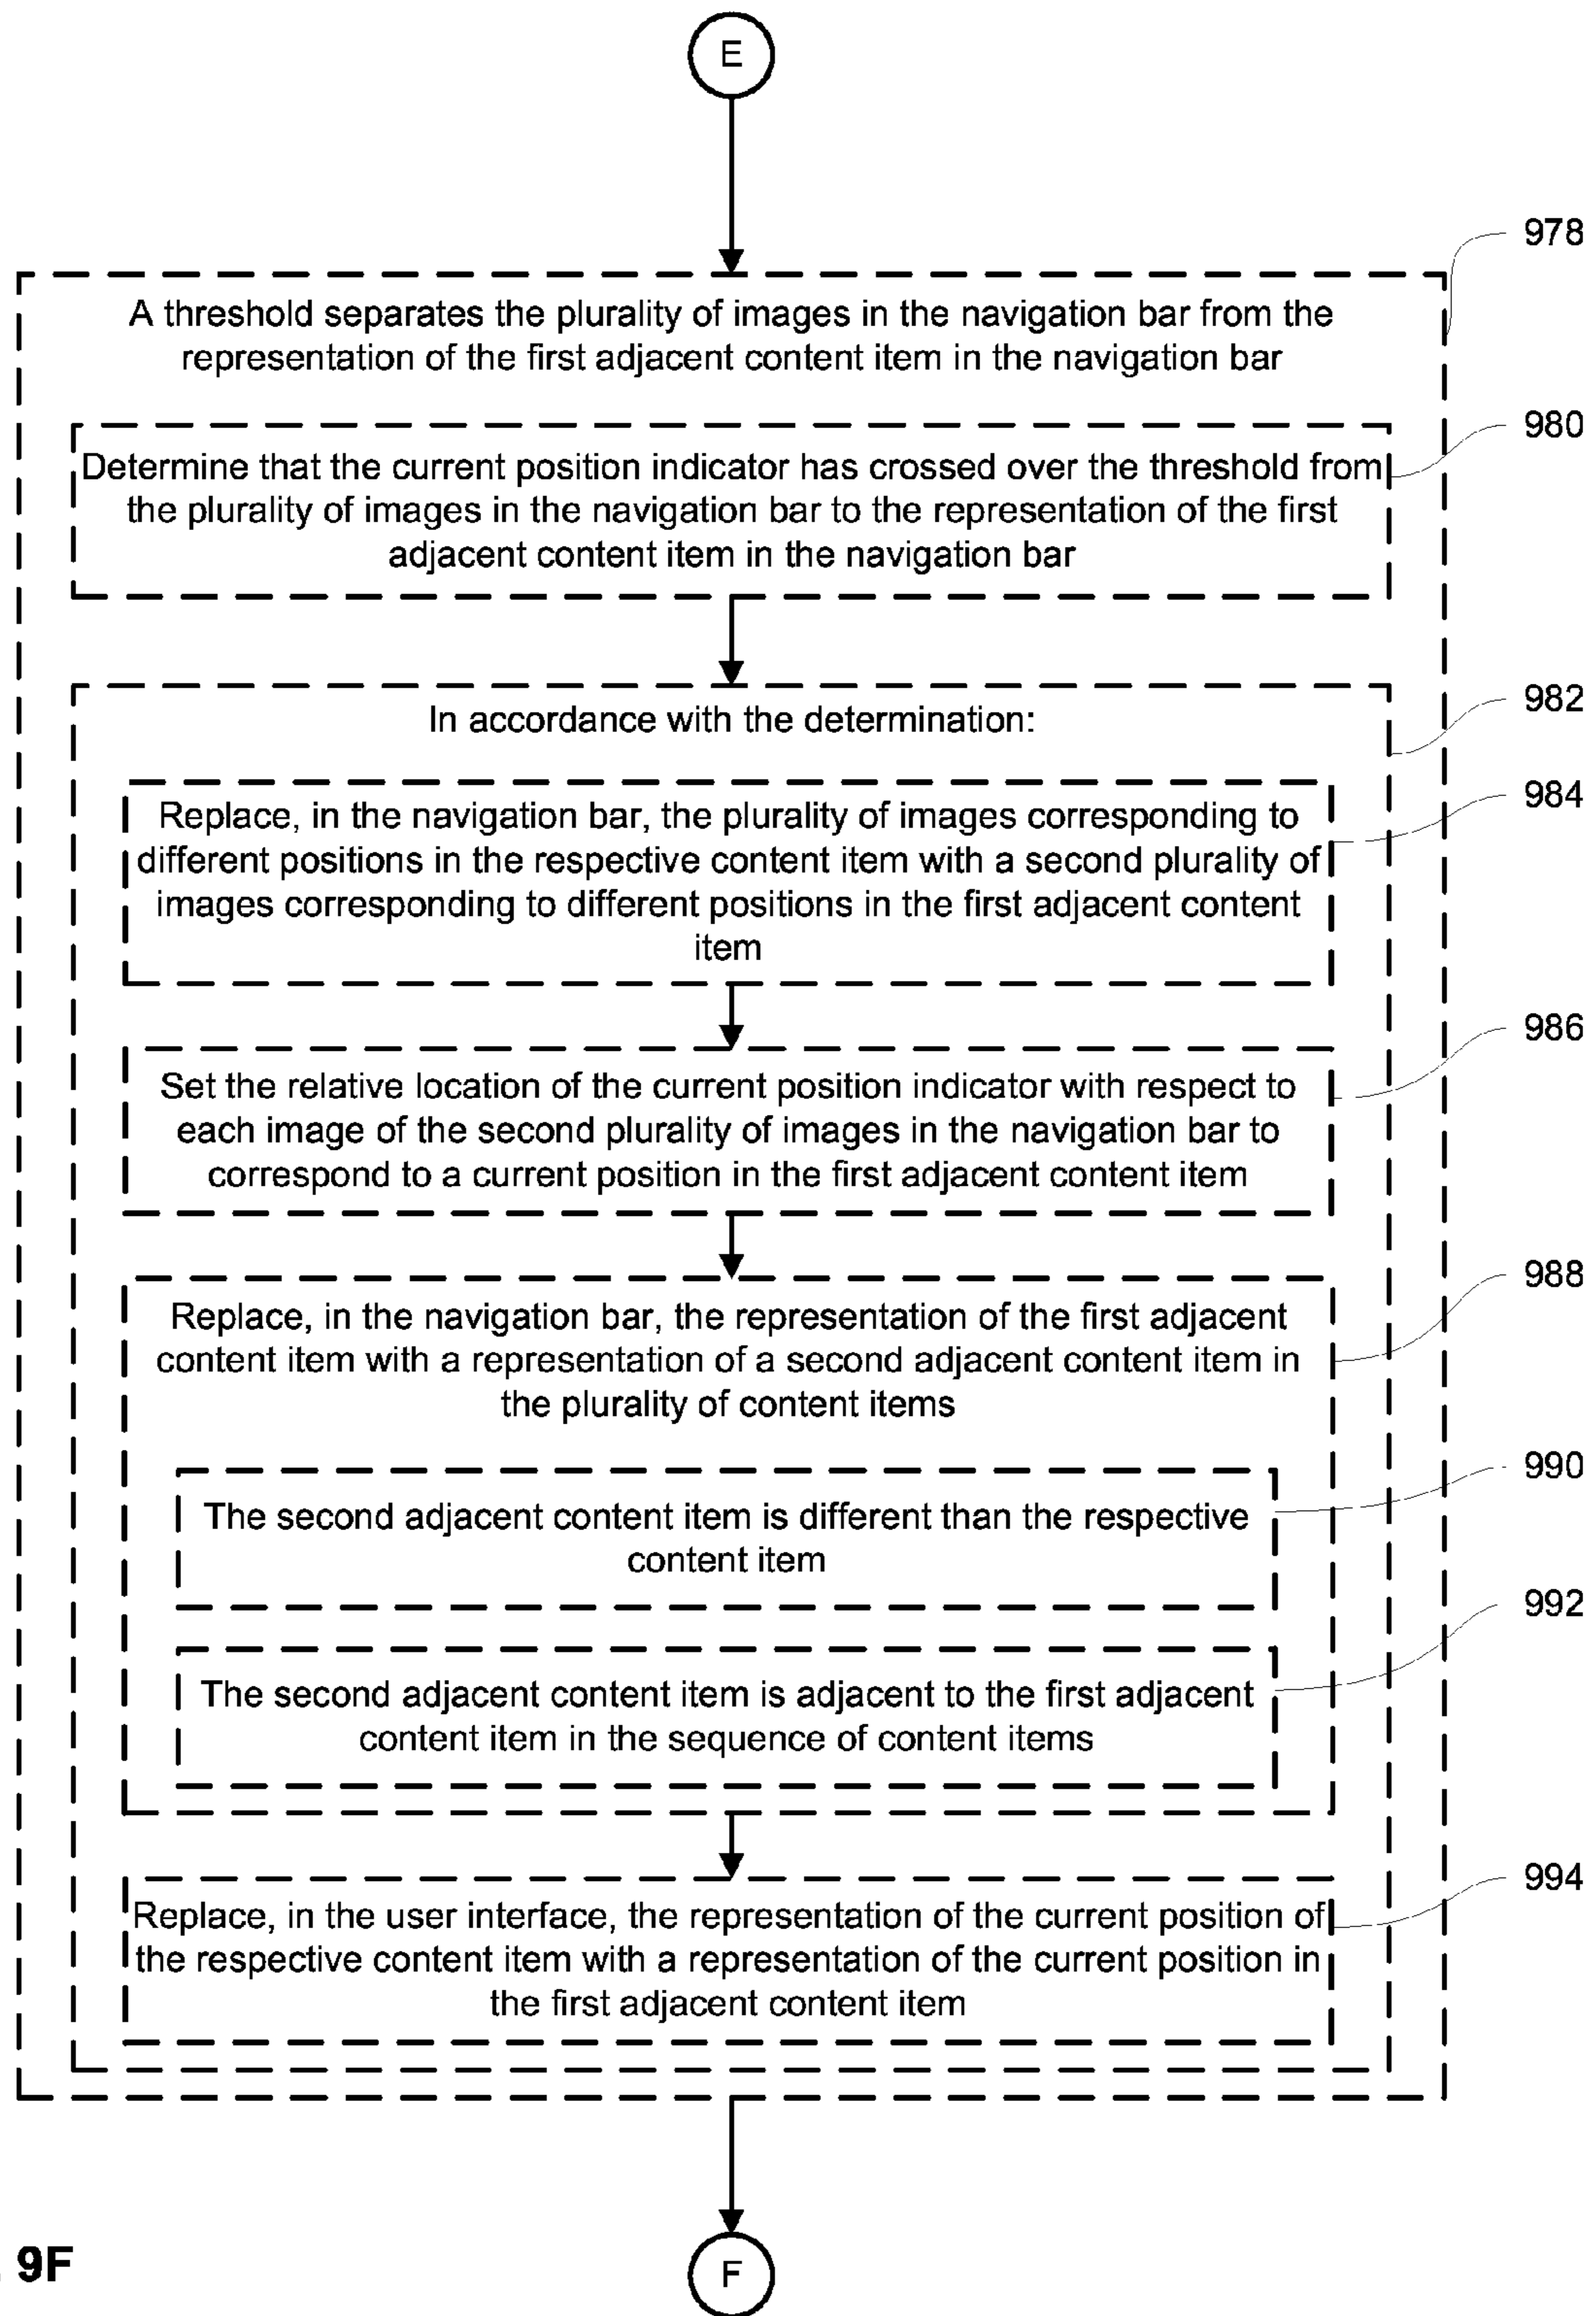 E
978
A threshold separates the plurality of images in the navigation bar from the
representation of the first adjacent content item in the navigation bar
980
Determine that the current position indicator has crossed over the threshold from
the plurality of images in the navigation bar to the representation of the first
adjacent content item in the navigation bar
982
In accordance with the determination:
984
Replace, in the navigation bar, the plurality of images corresponding to
different positions in the respective content item with a second plurality of
images corresponding to different positions in the first adjacent content
item
986
Set the relative location of the current position indicator with respect to
each image of the second plurality of images in the navigation bar to
correspond to a current position in the first adjacent content item
988
Replace, in the navigation bar, the representation of the first adjacent
content item with a representation of a second adjacent content item in
the plurality of content items
990
The second adjacent content item is different than the respective
content item
992
The second adjacent content item is adjacent to the first adjacent
content item in the sequence of content items
994
Replace, in the user interface, the representation of the current position of
the respective content item with a representation of the current position in
the first adjacent content item
9F
F